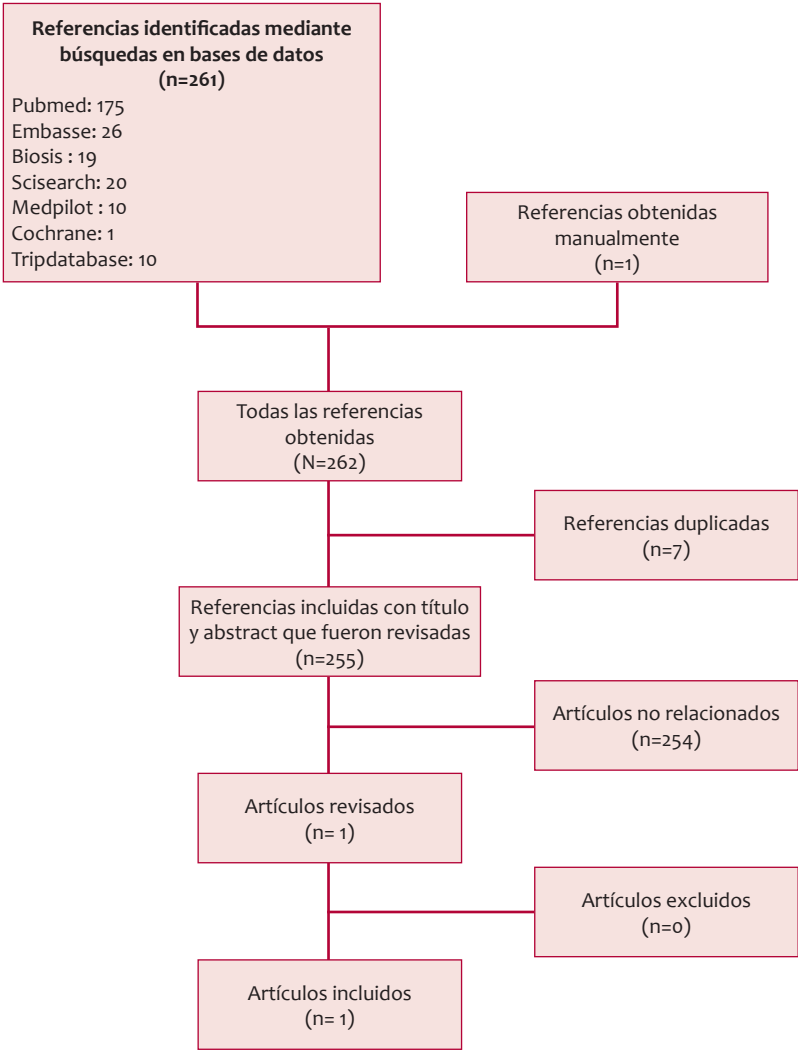 Referencias identificadas mediante
búsquedas en bases de datos
(n=261)
Pubmed: 175
Embasse: 26
Biosis : 19
Scisearch: 20
Medpilot : 10
Cochrane: 1
Tripdatabase: 10
Referencias obtenidas
manualmente
(n=1)
Todas las referencias
obtenidas
(N=262)
Referencias duplicadas
(n=7)
Referencias incluidas con título
y abstract que fueron revisadas
(n=255)
Artículos no relacionados
(n=254)
Artículos revisados
(n= 1)
Artículos excluidos
(n=0)
Artículos incluidos
(n= 1)